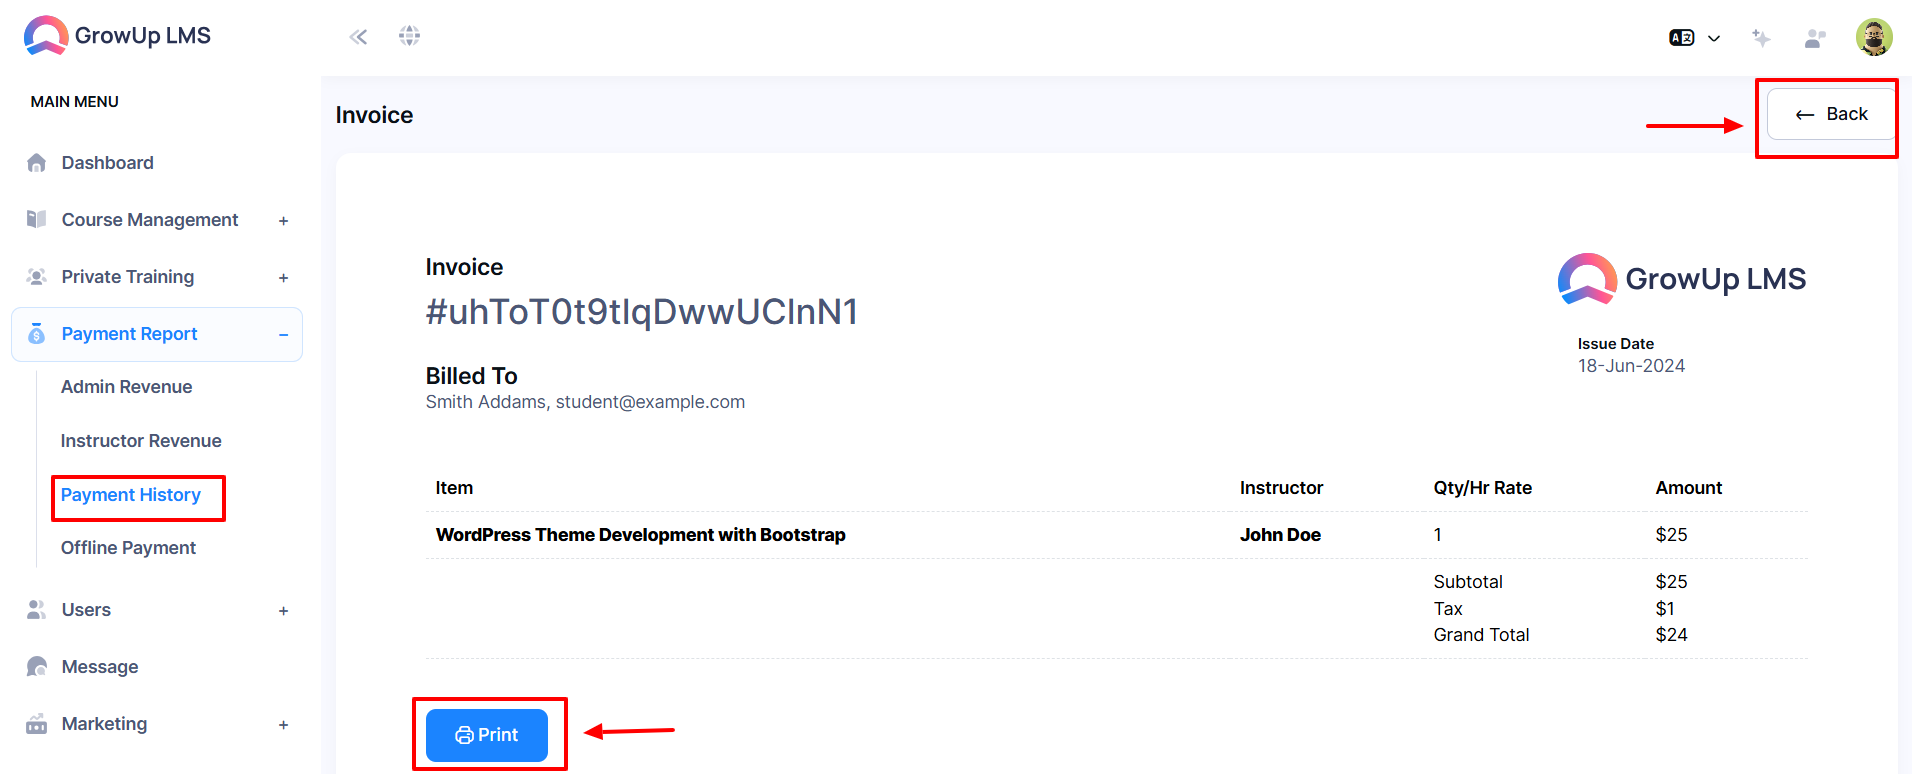 GrowUp LMS
MAIN MENU
Dashboard
Course Management +
Private Training +
Payment Report −
Admin Revenue
Instructor Revenue
Payment History
Offline Payment
Users +
Message
Marketing +
Invoice
← Back
Invoice
#uhToT0t9tIqDwwUCInN1
GrowUp LMS
Issue Date
18-Jun-2024
Billed To
Smith Addams, student@example.com
Item Instructor Qty/Hr Rate Amount
WordPress Theme Development with Bootstrap John Doe 1 $25
Subtotal $25
Tax $1
Grand Total $24
Print